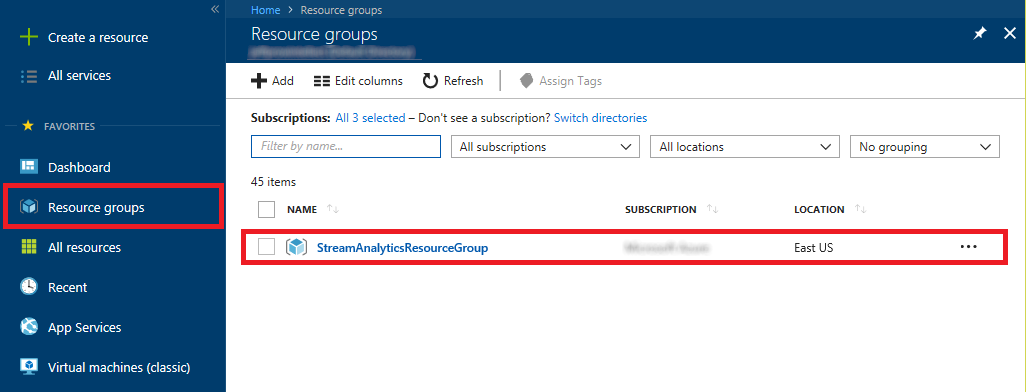 Home > Resource groups
Resource groups
Create a resource
All services
FAVORITES
Dashboard
Resource groups
All resources
Recent
App Services
Virtual machines (classic)
Add Edit columns Refresh Assign Tags
Subscriptions: All 3 selected – Don't see a subscription? Switch directories
Filter by name... All subscriptions All locations No grouping
45 items
NAME SUBSCRIPTION LOCATION
StreamAnalyticsResourceGroup East US